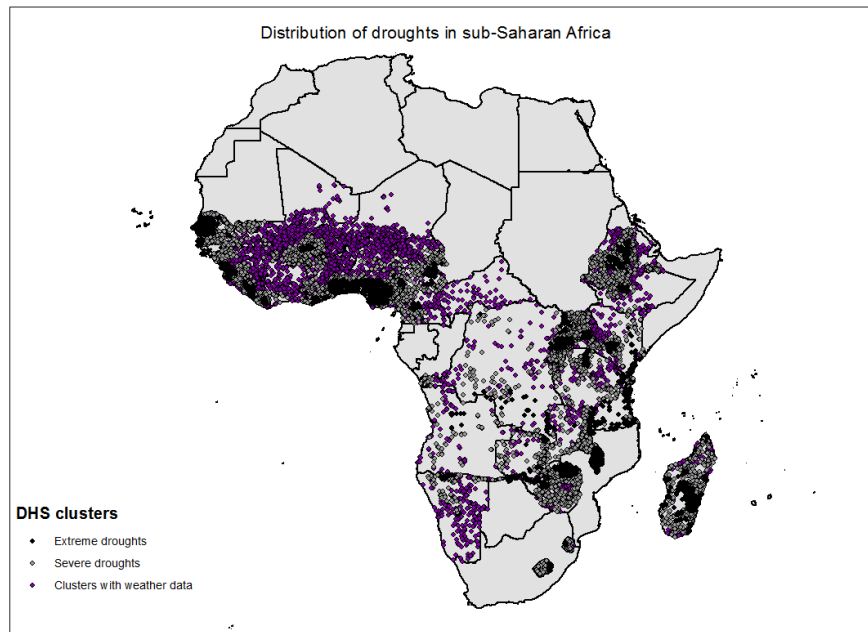 Distribution of droughts in sub-Saharan Africa
DHS clusters
Extreme droughts
Severe droughts
Clusters with weather data